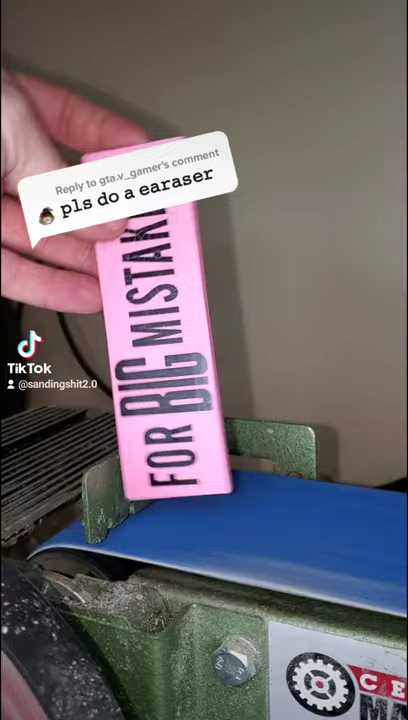 Reply to gta.v_gamer's comment
pls do a earaser
FOR BIG MISTAK
TikTok
@sandingshit2.0
CE
MA